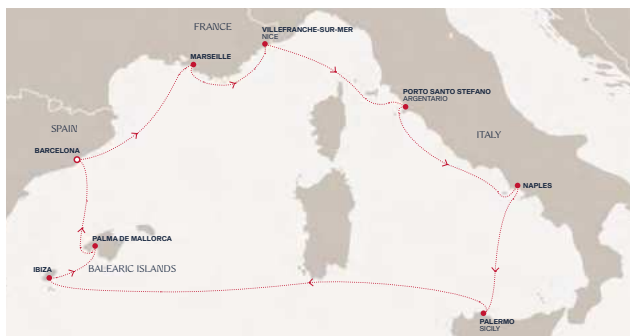 FRANCE
VILLEFRANCHE-SUR-MER
NICE
MARSEILLE
PORTO SANTO STEFANO
ARGENTARIO
SPAIN
ITALY
BARCELONA
NAPLES
PALMA DE MALLORCA
IBIZA
BALEARIC ISLANDS
PALERMO
SICILY